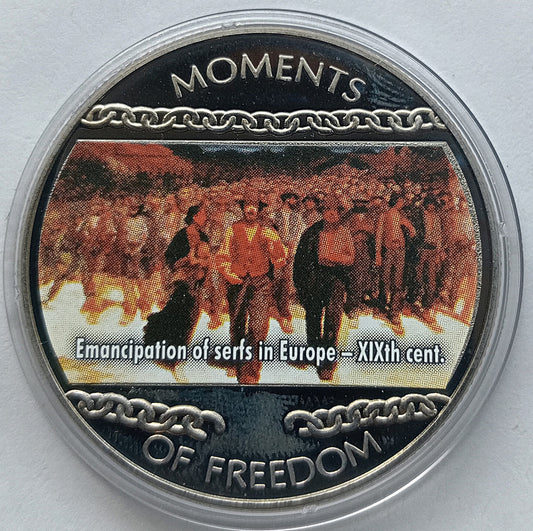 MOMENTS
Emancipation of serfs in Europe – XIXth cent.
OF FREEDOM